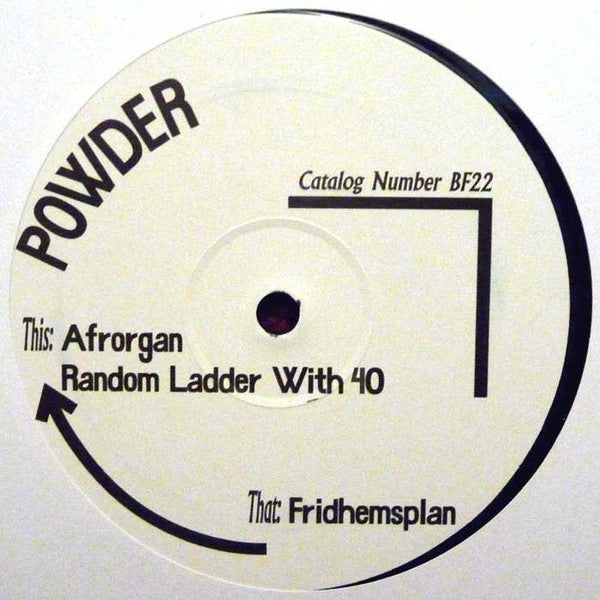 POWDER
Catalog Number BF22
This: Afrorgan
Random Ladder With 40
That: Fridhemsplan